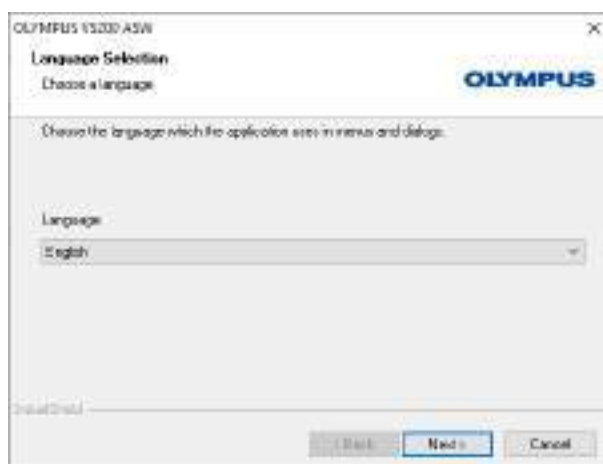 OLYMPUS VS200 ASW
Language Selection
Choose a language
OLYMPUS
Choose the language which the application uses in menus and dialogs.
Language
English
InstallShield
< Back
Next >
Cancel